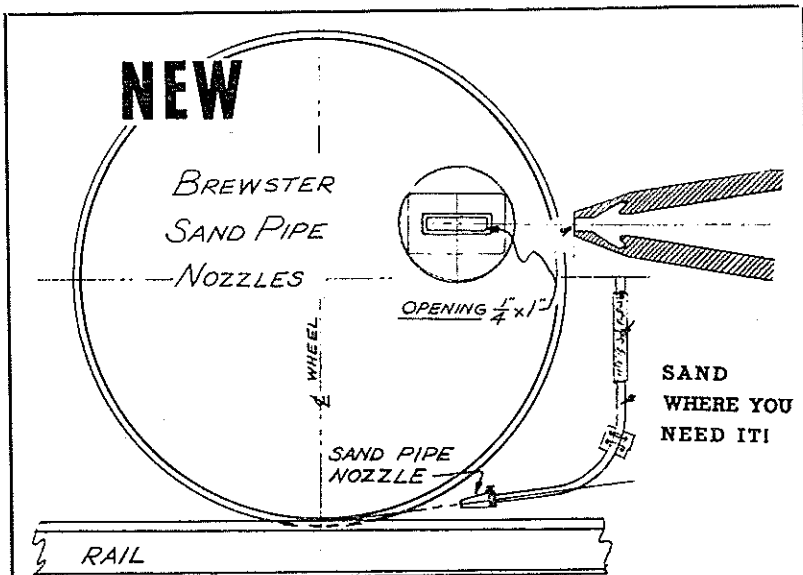 NEW
BREWSTER
SAND PIPE
NOZZLES
OPENING 1/4" x 1"
℄ WHEEL
SAND
WHERE YOU
NEED IT!
SAND PIPE
NOZZLE
RAIL